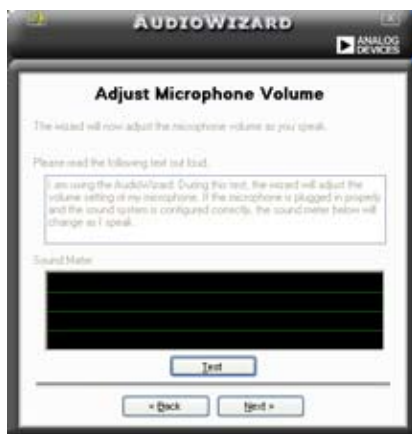 AUDIOWIZARD
ANALOG
DEVICES
Adjust Microphone Volume
The wizard will now adjust the microphone volume as you speak.
Please read the following text out loud.
I am using the AudioWizard. During this test, the wizard will adjust the
volume setting of my microphone. If the microphone is plugged in properly
and the sound system is configured correctly, the sound meter below will
change as I speak.
Sound Meter
Test
< Back
Next >